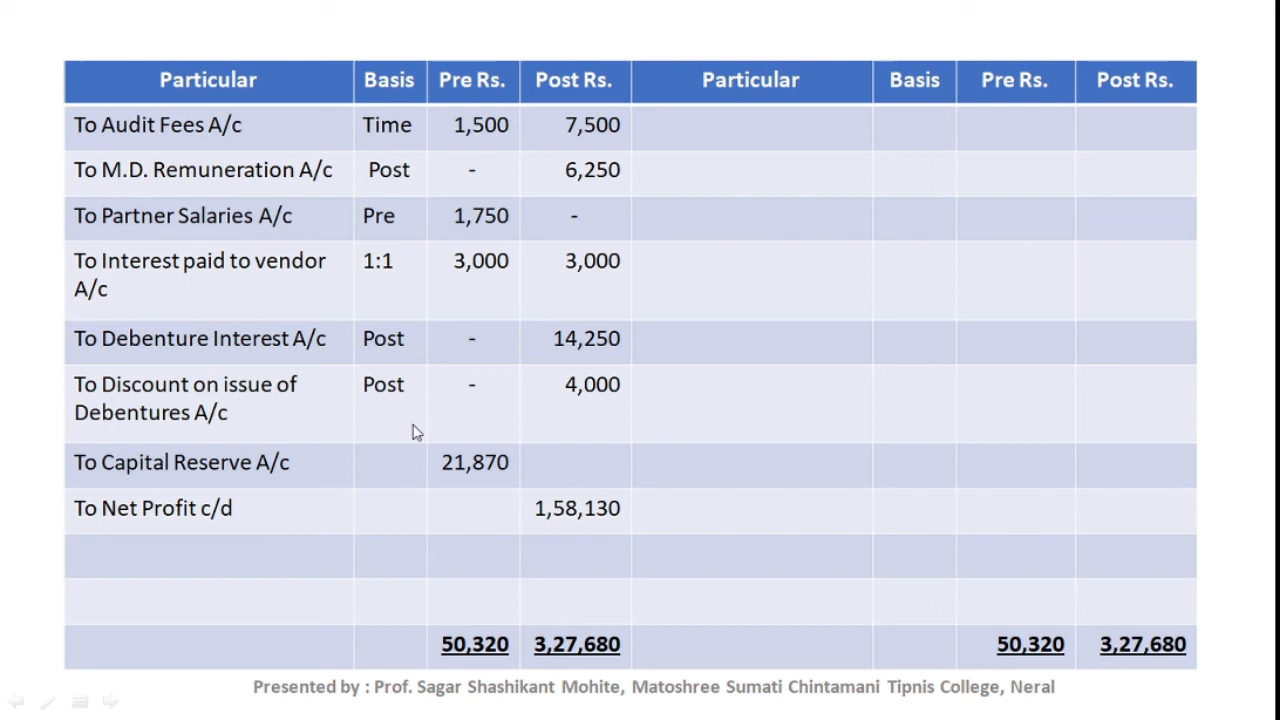 Particular Basis Pre Rs. Post Rs. Particular Basis Pre Rs. Post Rs.
To Audit Fees A/c Time 1,500 7,500
To M.D. Remuneration A/c Post - 6,250
To Partner Salaries A/c Pre 1,750 -
To Interest paid to vendor 1:1 3,000 3,000
A/c
To Debenture Interest A/c Post - 14,250
To Discount on issue of Post - 4,000
Debentures A/c
To Capital Reserve A/c 21,870
To Net Profit c/d 1,58,130
50,320 3,27,680 50,320 3,27,680
Presented by : Prof. Sagar Shashikant Mohite, Matoshree Sumati Chintamani Tipnis College, Neral